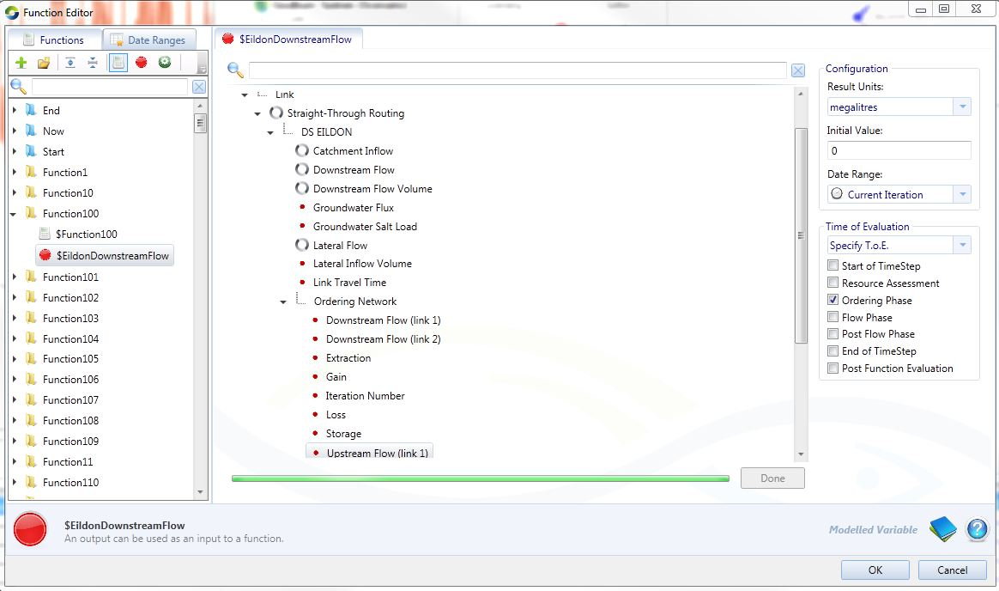 Function Editor
Functions
Date Ranges
End
Now
Start
Function1
Function10
Function100
$Function100
$EildonDownstreamFlow
Function101
Function102
Function103
Function104
Function105
Function106
Function107
Function108
Function109
Function11
Function110
$EildonDownstreamFlow
Link
Straight-Through Routing
DS EILDON
Catchment Inflow
Downstream Flow
Downstream Flow Volume
Groundwater Flux
Groundwater Salt Load
Lateral Flow
Lateral Inflow Volume
Link Travel Time
Ordering Network
Downstream Flow (link 1)
Downstream Flow (link 2)
Extraction
Gain
Iteration Number
Loss
Storage
Upstream Flow (link 1)
Done
Configuration
Result Units:
megalitres
Initial Value:
0
Date Range:
Current Iteration
Time of Evaluation
Specify T.o.E.
Start of TimeStep
Resource Assessment
Ordering Phase
Flow Phase
Post Flow Phase
End of TimeStep
Post Function Evaluation
$EildonDownstreamFlow
An output can be used as an input to a function.
Modelled Variable
OK
Cancel